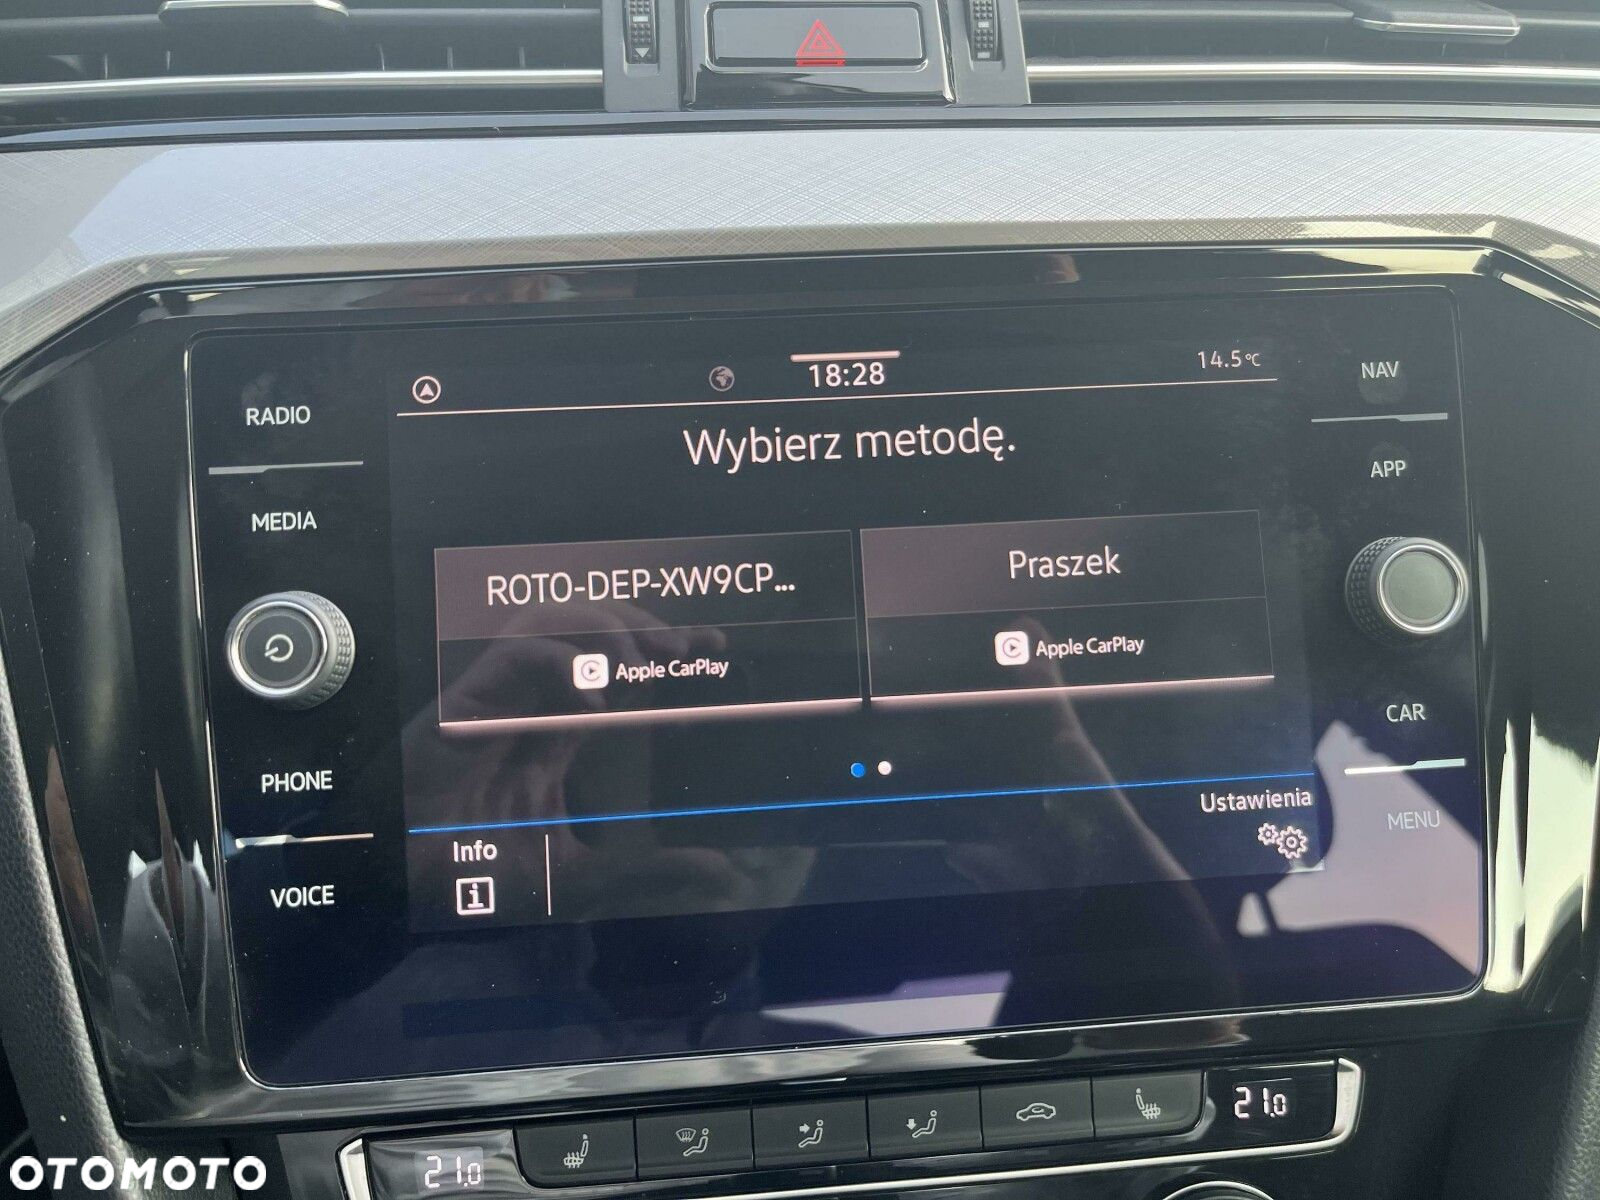 18:28
14.5°C
NAV
RADIO
Wybierz metodę.
APP
MEDIA
ROTO-DEP-XW9CP...
Praszek
Apple CarPlay
Apple CarPlay
CAR
PHONE
Ustawienia
MENU
Info
VOICE
21.0
21.0
OTOMOTO